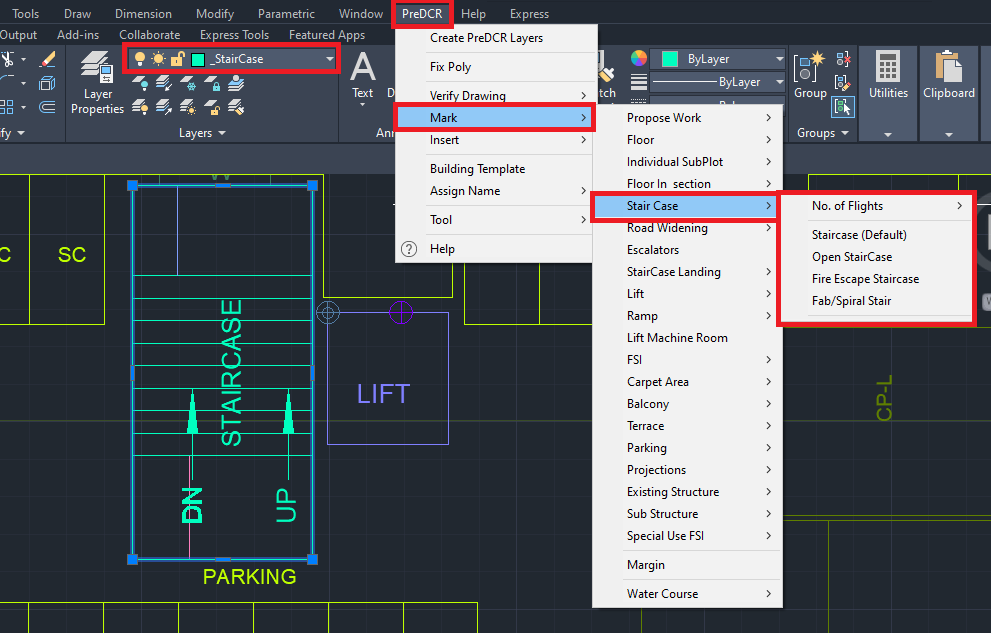 Tools Draw Dimension Modify Parametric Window PreDCR Help Express
Output Add-ins Collaborate Express Tools Featured Apps
_StairCase
Layer
Properties
Layers
Text
ByLayer
ByLayer
Group
Groups
Utilities
Clipboard
Create PreDCR Layers
Fix Poly
Verify Drawing
Mark
Insert
Building Template
Assign Name
Tool
Help
Propose Work
Floor
Individual SubPlot
Floor In_section
Stair Case
Road Widening
Escalators
StairCase Landing
Lift
Ramp
Lift Machine Room
FSI
Carpet Area
Balcony
Terrace
Parking
Projections
Existing Structure
Sub Structure
Special Use FSI
Margin
Water Course
No. of Flights
Staircase (Default)
Open StairCase
Fire Escape Staircase
Fab/Spiral Stair
SC
STAIRCASE
DN
UP
LIFT
PARKING
CP-L